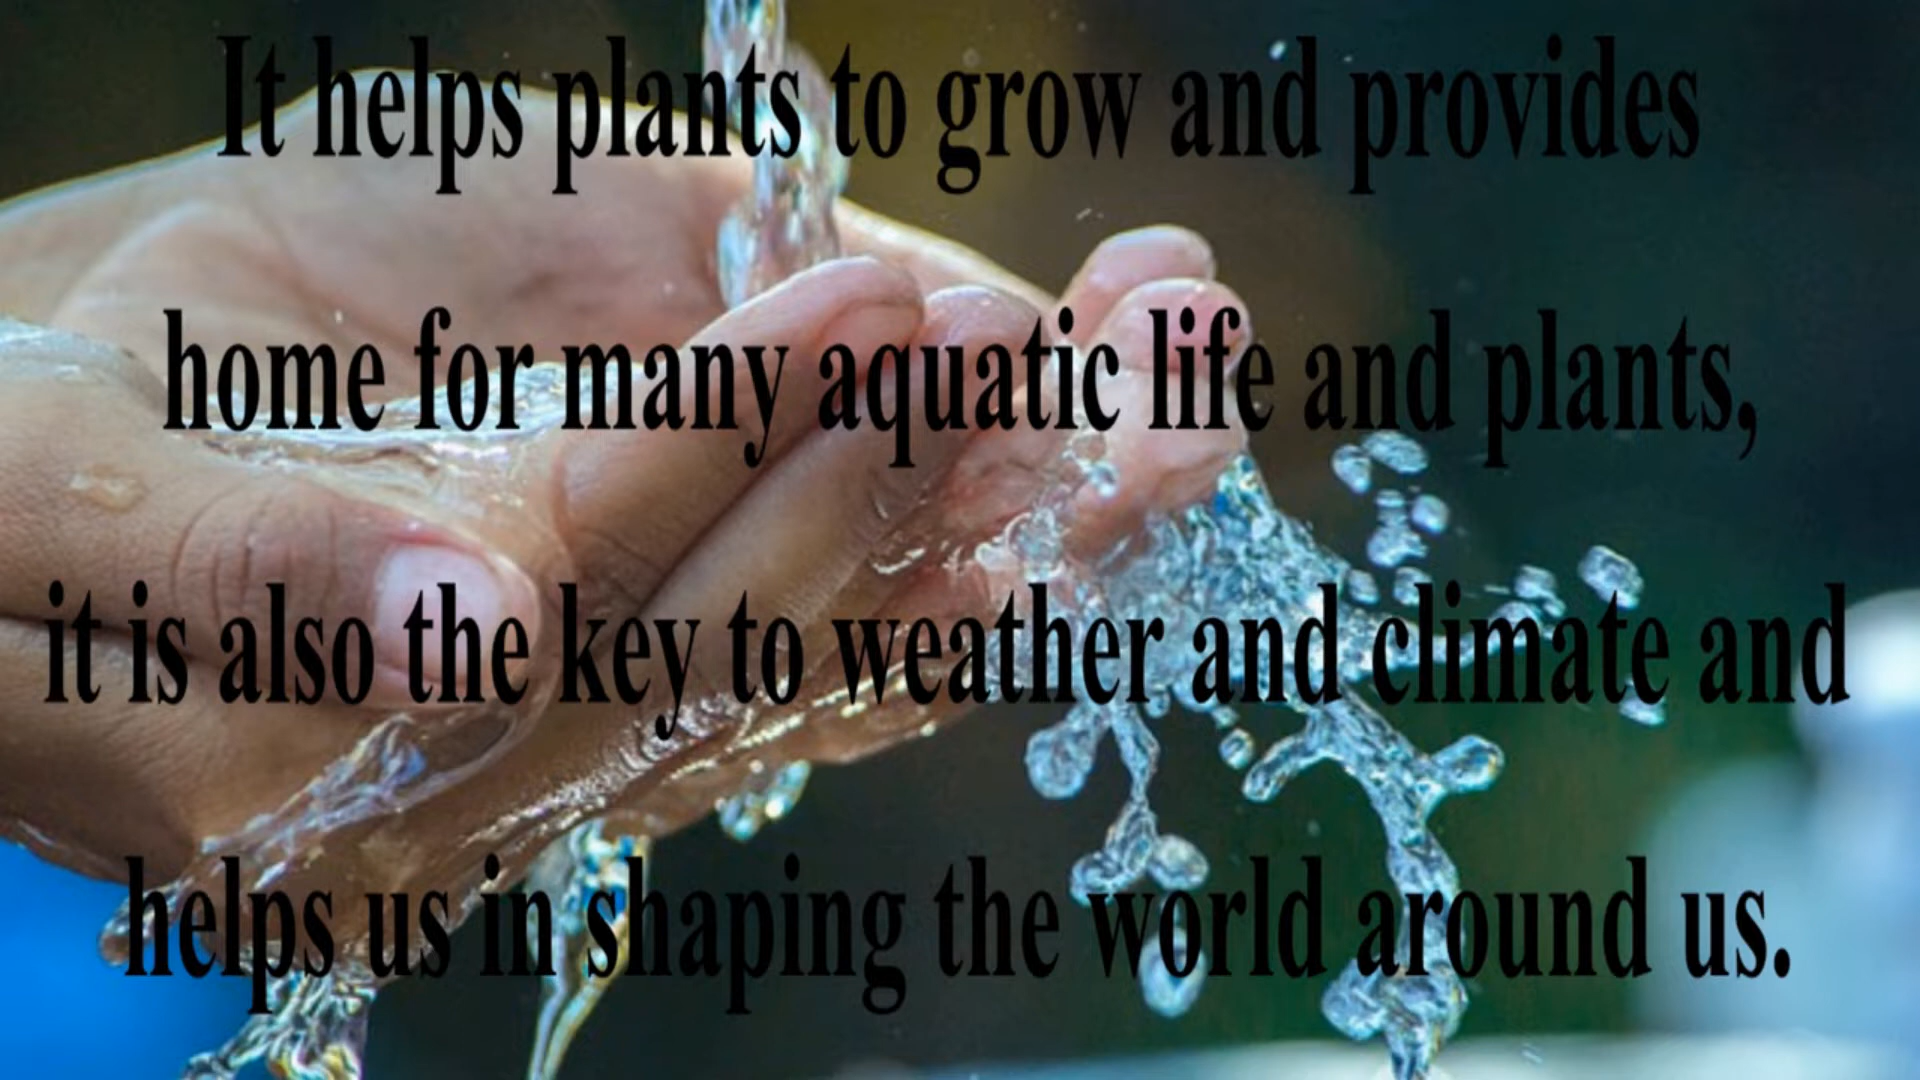 It helps plants to grow and provides
home for many aquatic life and plants,
it is also the key to weather and climate and
helps us in shaping the world around us.